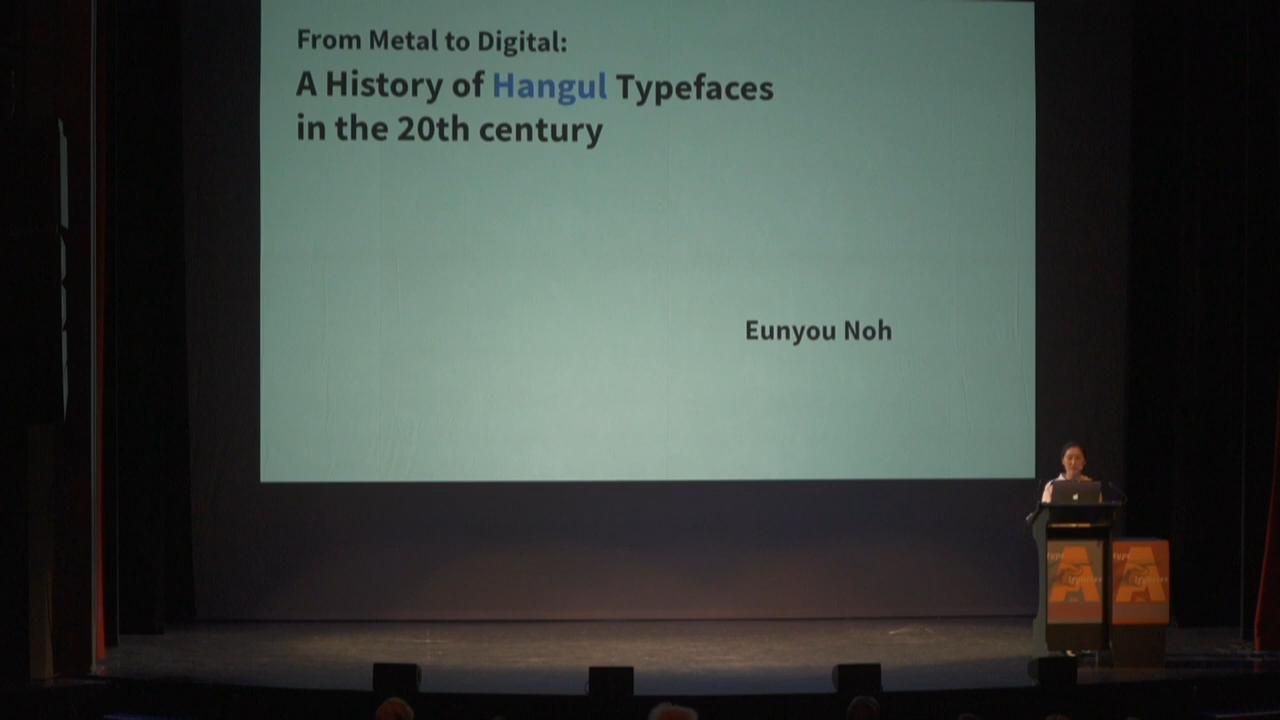 From Metal to Digital:
A History of Hangul Typefaces
in the 20th century
Eunyou Noh